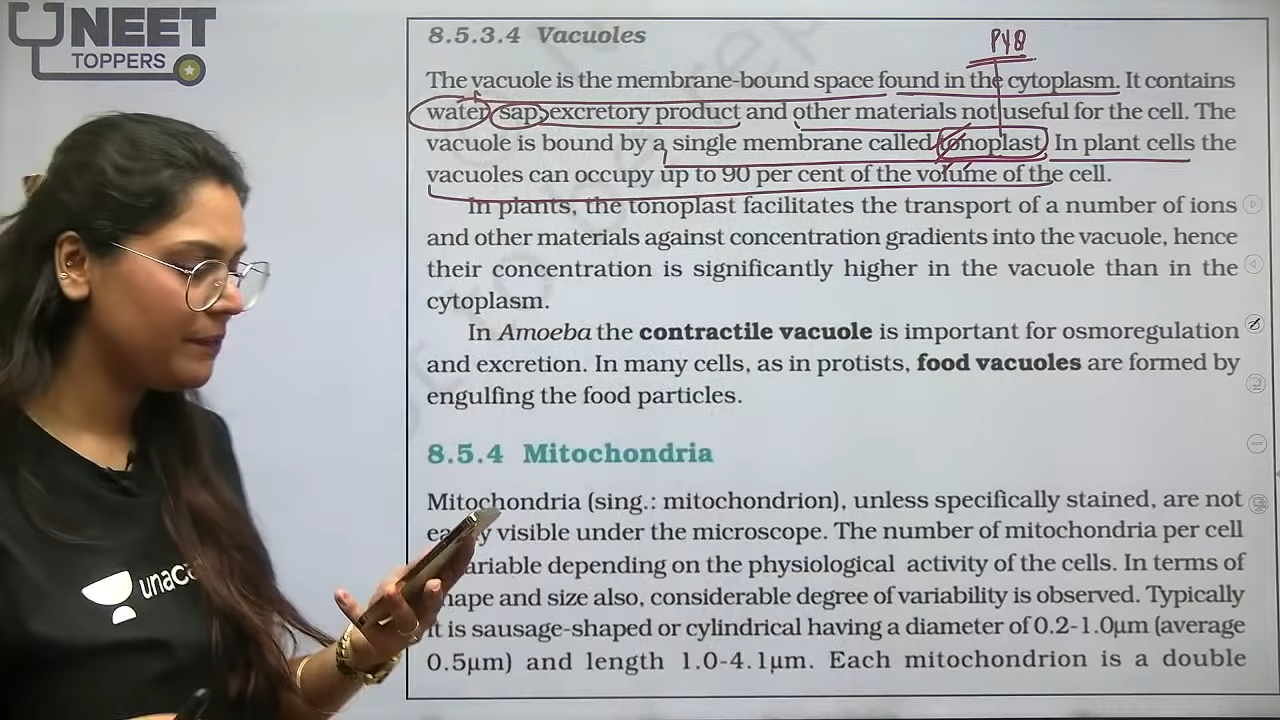 NEET
TOPPERS
8.5.3.4 Vacuoles
PYQ
The vacuole is the membrane-bound space found in the cytoplasm. It contains
water, sap, excretory product and other materials not useful for the cell. The
vacuole is bound by a single membrane called tonoplast. In plant cells the
vacuoles can occupy up to 90 per cent of the volume of the cell.
In plants, the tonoplast facilitates the transport of a number of ions
and other materials against concentration gradients into the vacuole, hence
their concentration is significantly higher in the vacuole than in the
cytoplasm.
In Amoeba the contractile vacuole is important for osmoregulation
and excretion. In many cells, as in protists, food vacuoles are formed by
engulfing the food particles.
8.5.4 Mitochondria
Mitochondria (sing.: mitochondrion), unless specifically stained, are not
visible under the microscope. The number of mitochondria per cell
depending on the physiological activity of the cells. In terms of
and size also, considerable degree of variability is observed. Typically
it is sausage-shaped or cylindrical having a diameter of 0.2-1.0µm (average
0.5µm) and length 1.0-4.1µm. Each mitochondrion is a double
unaca